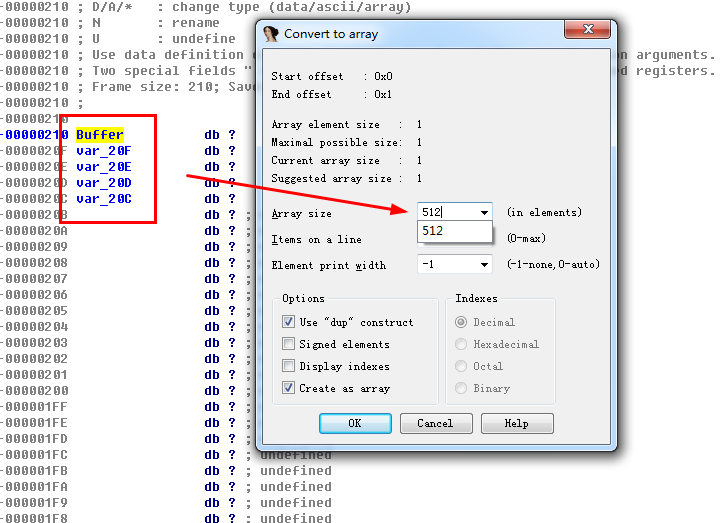 -00000210 ; D/A/* : change type (data/ascii/array)
-00000210 ; N : rename
-00000210 ; U : undefine
-00000210 ; Use data definition c on arguments.
-00000210 ; Two special fields " ed registers.
-00000210 ; Frame size: 210; Save
-00000210 ;
-00000210
-00000210 Buffer db ?
-0000020F var_20F db ?
-0000020E var_20E db ?
-0000020D var_20D db ?
-0000020C var_20C db ?
-0000020B db ? ;
-0000020A db ? ;
-00000209 db ? ;
-00000208 db ? ;
-00000207 db ? ;
-00000206 db ? ;
-00000205 db ? ;
-00000204 db ? ;
-00000203 db ? ;
-00000202 db ? ;
-00000201 db ? ;
-00000200 db ? ;
-000001FF db ? ;
-000001FE db ? ;
-000001FD db ? ;
-000001FC db ? ; undefined
-000001FB db ? ; undefined
-000001FA db ? ; undefined
-000001F9 db ? ; undefined
-000001F8 db ? ; undefined
Convert to array
Start offset : 0x0
End offset : 0x1
Array element size : 1
Maximal possible size: 1
Current array size : 1
Suggested array size : 1
Array size 512 (in elements)
512
Items on a line (0-max)
Element print width -1 (-1-none,0-auto)
Options
Use "dup" construct
Signed elements
Display indexes
Create as array
Indexes
Decimal
Hexadecimal
Octal
Binary
OK Cancel Help